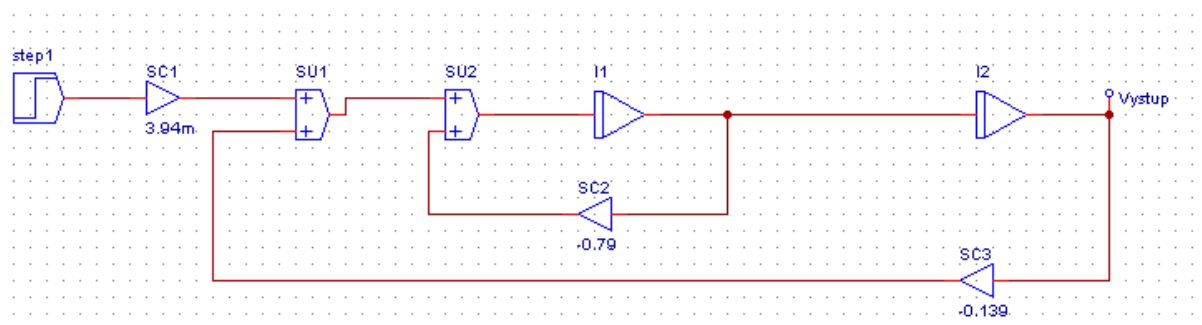 step1
SC1
SU1
SU2
I1
I2
+
+
+
+
3.94m
Vystup
SC2
-0.79
SC3
-0.139